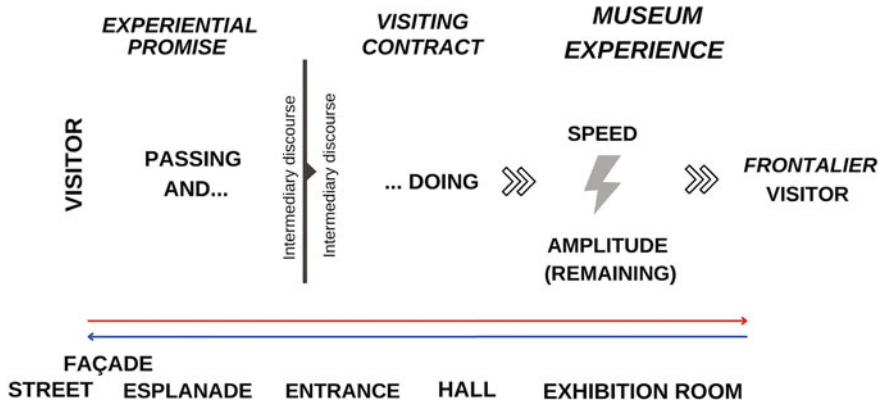 EXPERIENTIAL
PROMISE
VISITING
CONTRACT
MUSEUM
EXPERIENCE
VISITOR
PASSING
AND...
Intermediary discourse
Intermediary discourse
... DOING
SPEED
AMPLITUDE
(REMAINING)
FRONTALIER
VISITOR
FAÇADE
STREET ESPLANADE ENTRANCE HALL EXHIBITION ROOM